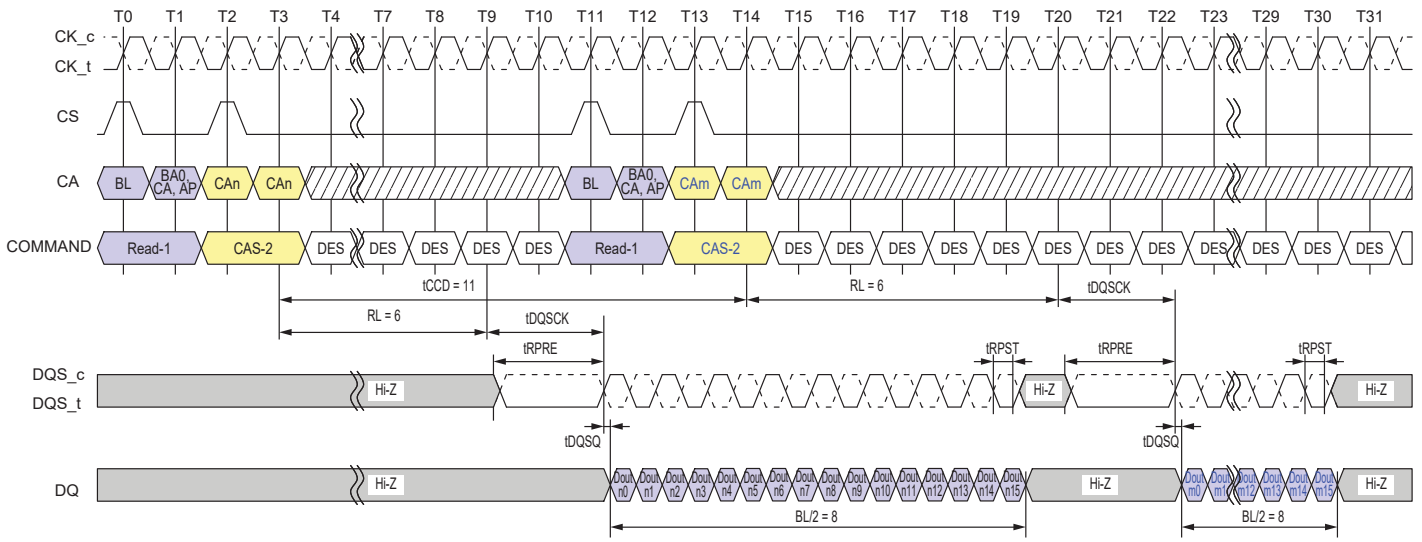 T0 T1 T2 T3 T4 T7 T8 T9 T10 T11 T12 T13 T14 T15 T16 T17 T18 T19 T20 T21 T22 T23 T29 T30 T31
CK_c
CK_t
CS
CA BL BA0, CA, AP CAn CAn BL BA0, CA, AP CAm CAm
COMMAND Read-1 CAS-2 DES DES DES DES DES Read-1 CAS-2 DES DES DES DES DES DES DES DES DES DES DES DES
tCCD = 11 RL = 6 tDQSCK
RL = 6 tDQSCK
tRPRE tRPST tRPRE tRPST
DQS_c
DQS_t
Hi-Z Hi-Z Hi-Z
tDQSQ tDQSQ
DQ Hi-Z Dout n0 Dout n1 Dout n2 Dout n3 Dout n4 Dout n5 Dout n6 Dout n7 Dout n8 Dout n9 Dout n10 Dout n11 Dout n12 Dout n13 Dout n14 Dout n15 Hi-Z Dout m0 Dout m1 Dout m12 Dout m13 Dout m14 Dout m15 Hi-Z
BL/2 = 8 BL/2 = 8